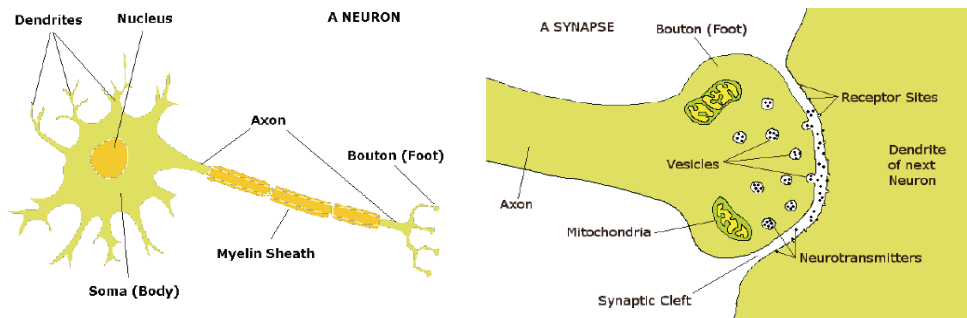 Dendrites
Nucleus
A NEURON
Axon
Bouton (Foot)
Myelin Sheath
Soma (Body)
A SYNAPSE
Bouton (Foot)
Receptor Sites
Vesicles
Dendrite
of next
Neuron
Axon
Mitochondria
Neurotransmitters
Synaptic Cleft